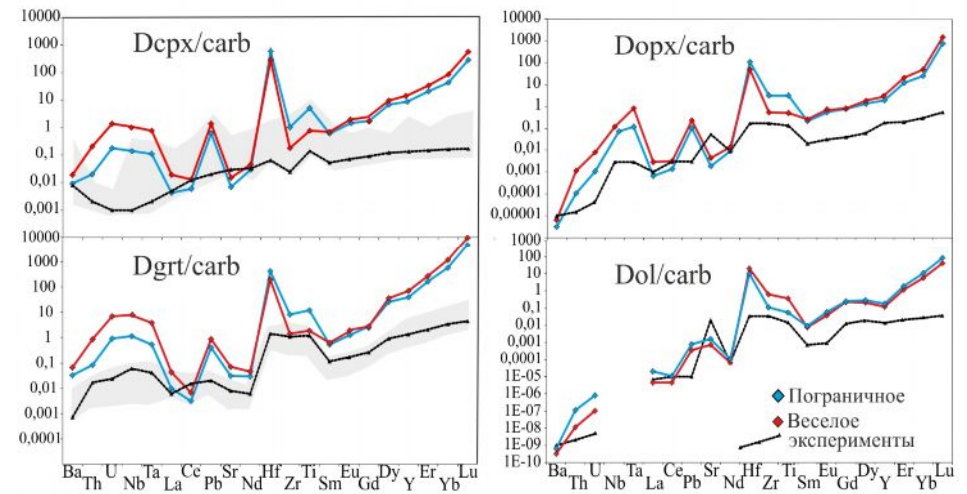 Dcpx/carb
10000
1000
100
10
1
0,1
0,01
0,001
Dopx/carb
10000
1000
100
10
1
0,1
0,01
0,001
0,0001
0,00001
Dgrt/carb
10000
1000
100
10
1
0,1
0,01
0,001
0,0001
Ba Th U Nb Ta La Ce Pb Sr Nd Hf Zr Ti Sm Eu Gd Dy Y Er Yb Lu
Dol/carb
1000
100
10
1
0,1
0,01
0,001
0,0001
1E-05
1E-06
1E-07
1E-08
1E-09
1E-10
Пограничное
Веселое
эксперименты
Ba Th U Nb Ta La Ce Pb Sr Nd Hf Zr Ti Sm Eu Gd Dy Y Er Yb Lu